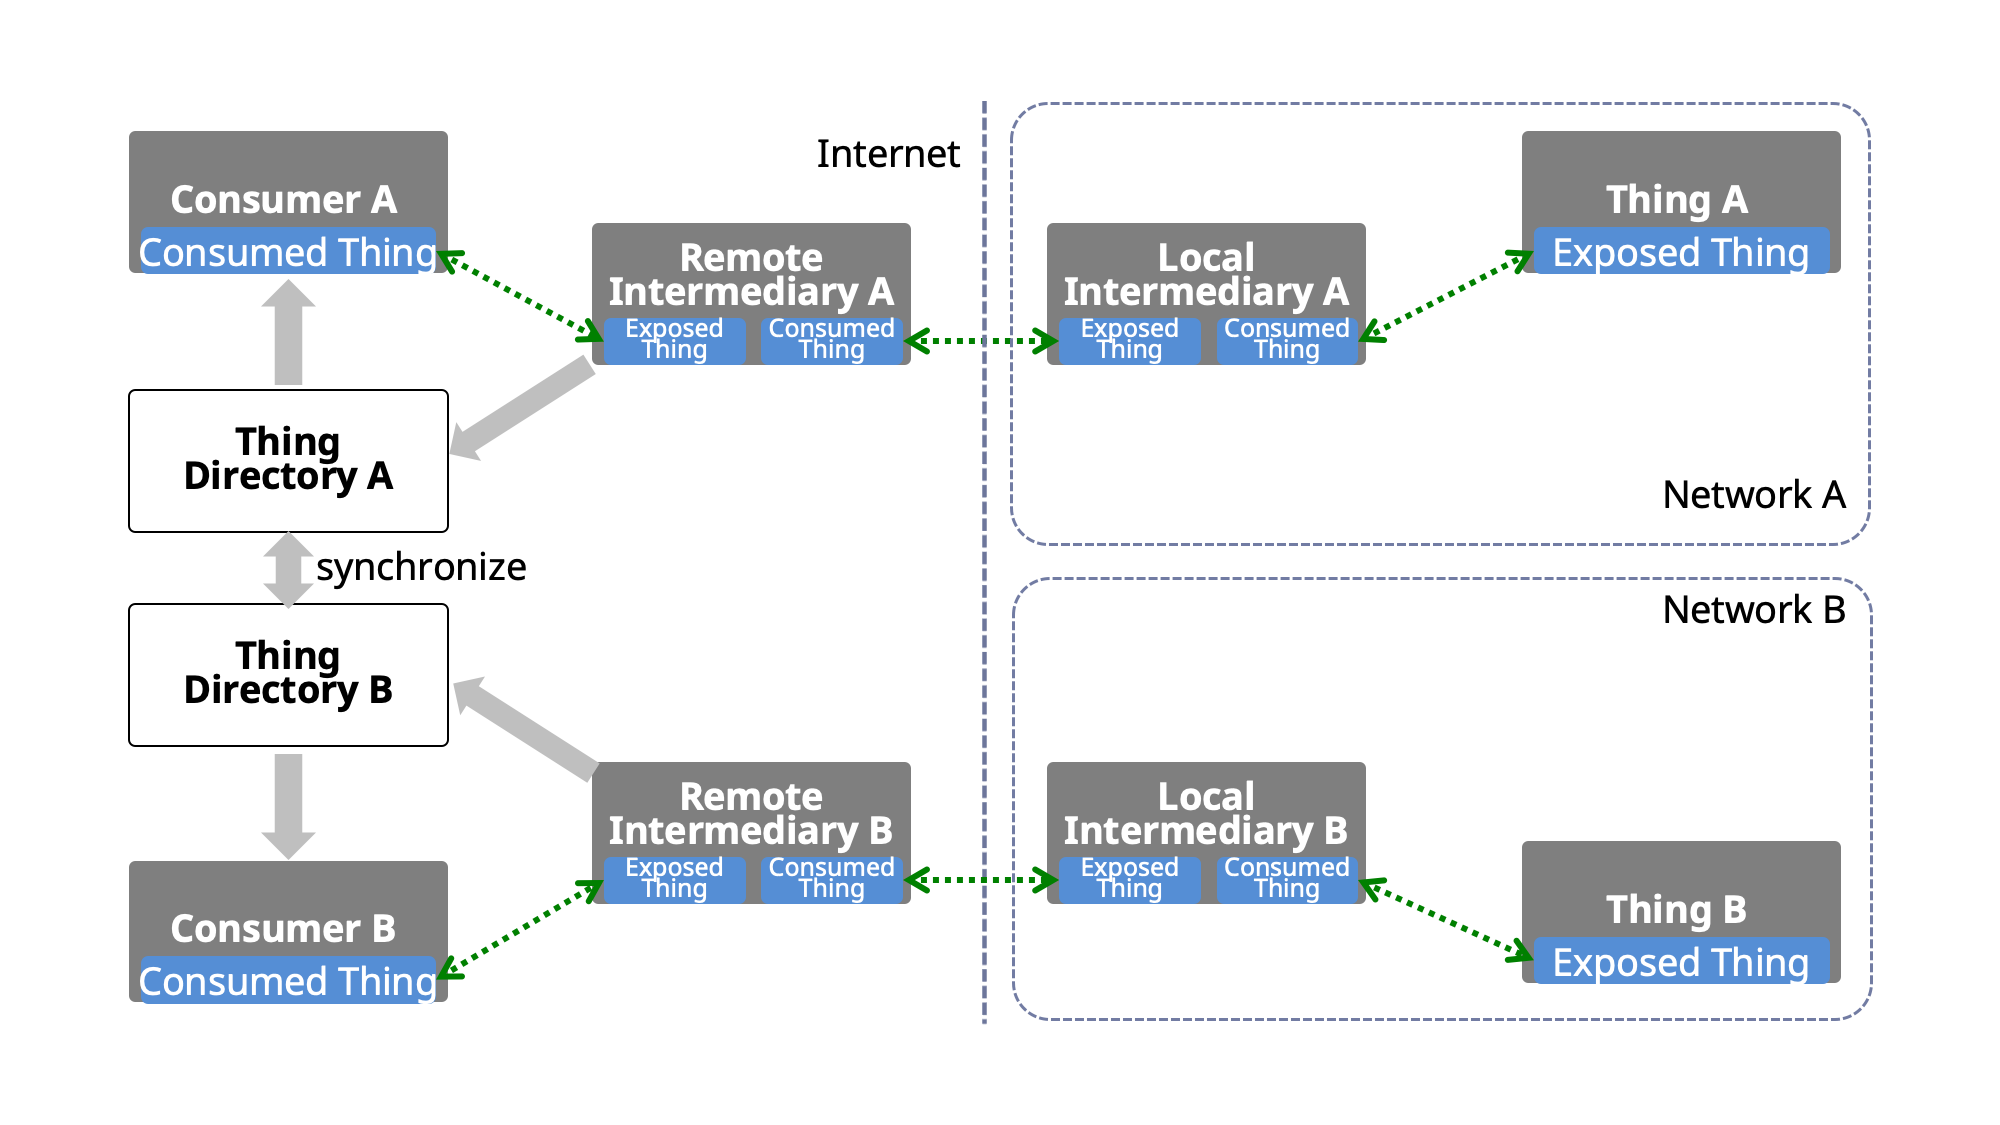 Internet
Consumer A
Consumed Thing
Remote
Intermediary A
Exposed
Thing
Consumed
Thing
Local
Intermediary A
Exposed
Thing
Consumed
Thing
Thing A
Exposed Thing
Thing
Directory A
Network A
synchronize
Network B
Thing
Directory B
Remote
Intermediary B
Exposed
Thing
Consumed
Thing
Local
Intermediary B
Exposed
Thing
Consumed
Thing
Consumer B
Consumed Thing
Thing B
Exposed Thing